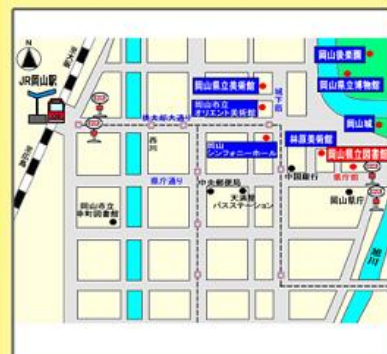 岡山後楽園
JR岡山駅
岡山県立美術館
岡山県立博物館
岡山市立
オリエント美術館
城下筋
桃太郎大通り
岡山城
岡山
シンフォニーホール
林原美術館
岡山県立図書館
西川
県庁通り
中央郵便局
中国銀行
県庁前
天満屋
バスステーション
岡山県庁
岡山市立
幸町図書館
旭川